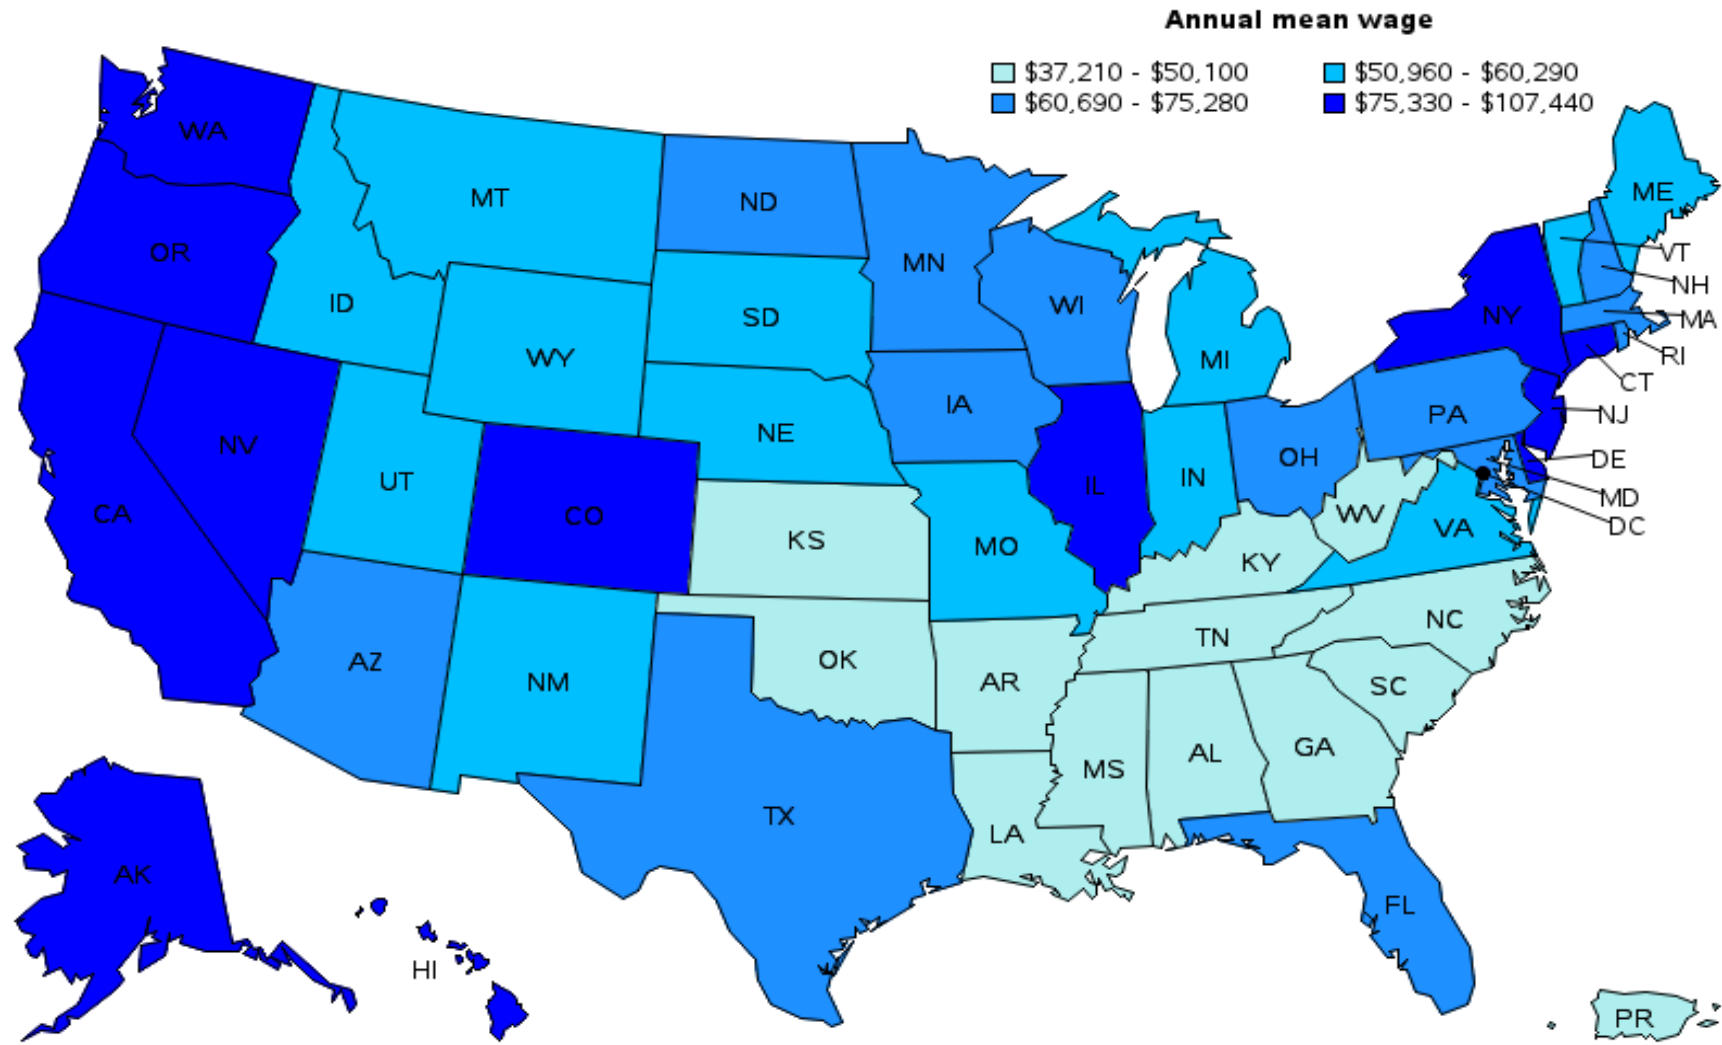 Annual mean wage
$37,210 - $50,100 $50,960 - $60,290
$60,690 - $75,280 $75,330 - $107,440
WA
MT
ND
MN
ME
OR
ID
WY
SD
WI
MI
NY
VT
NH
MA
RI
CT
NV
UT
NE
IA
IL
IN
OH
PA
NJ
DE
MD
DC
CA
CO
KS
MO
KY
WV
VA
AZ
NM
OK
AR
TN
NC
SC
TX
LA
MS
AL
GA
FL
AK
HI
PR